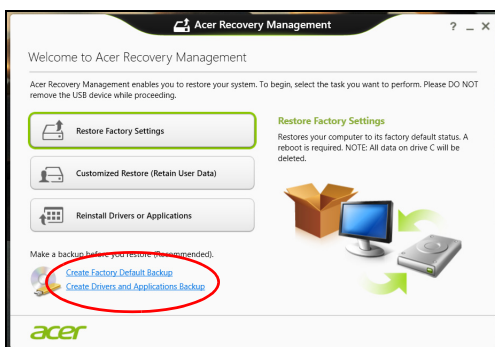 Acer Recovery Management
? _ X
Welcome to Acer Recovery Management
Acer Recovery Management enables you to restore your system. To begin, select the task you want to perform. Please DO NOT
remove the USB device while proceeding.
Restore Factory Settings
Customized Restore (Retain User Data)
Reinstall Drivers or Applications
Restore Factory Settings
Restores your computer to its factory default status. A
reboot is required. NOTE: All data on drive C will be
deleted.
Make a backup before you restore (Recommended).
Create Factory Default Backup
Create Drivers and Applications Backup
acer